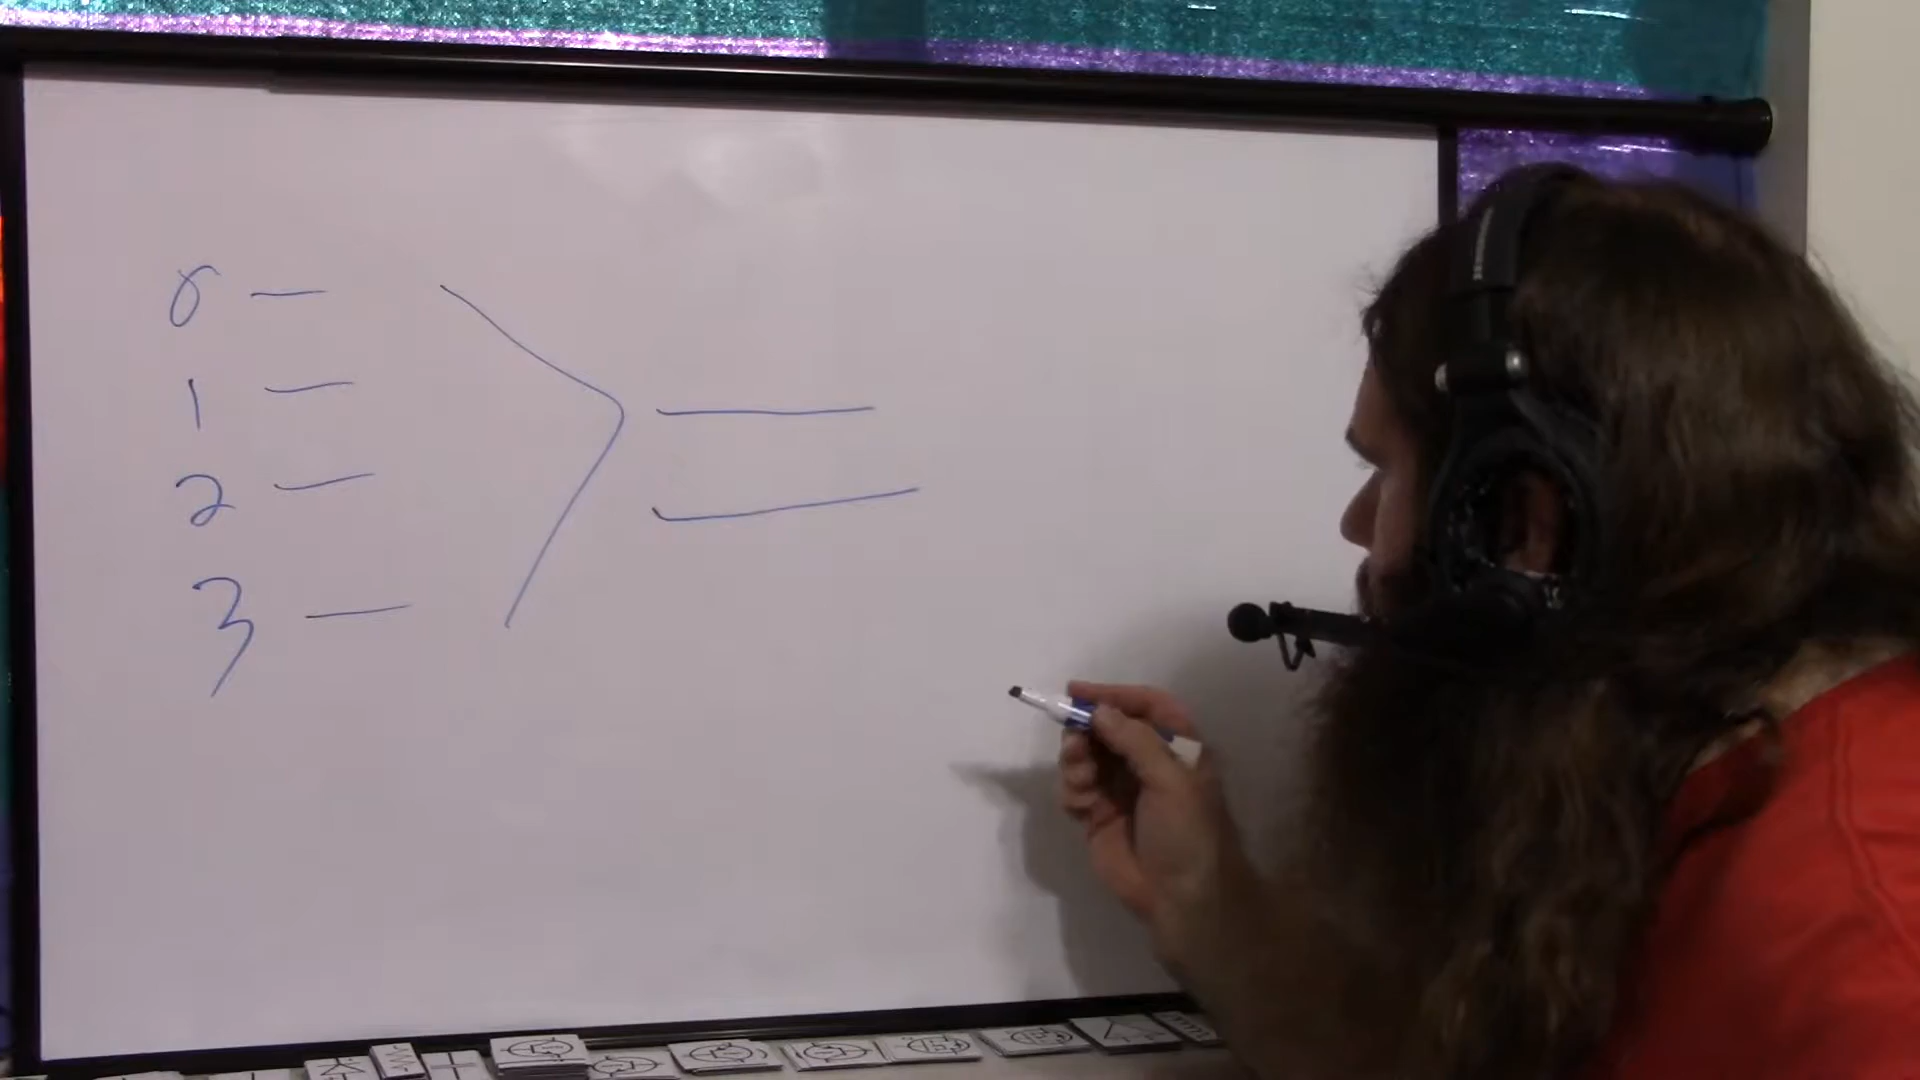 0 —
1 —
2 —
3 —